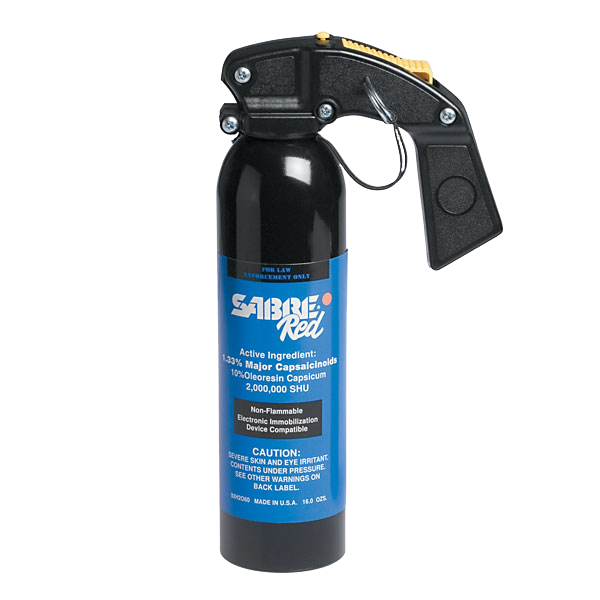 FOR LAW
ENFORCEMENT ONLY
SABRE
Red
Active Ingredient:
1.33% Major Capsaicinoids
10%Oleoresin Capsicum
2,000,000 SHU
Non-Flammable
Electronic Immobilization
Device Compatible
CAUTION:
SEVERE SKIN AND EYE IRRITANT.
CONTENTS UNDER PRESSURE.
SEE OTHER WARNINGS ON
BACK LABEL.
MADE IN U.S.A. 16.0 OZS.